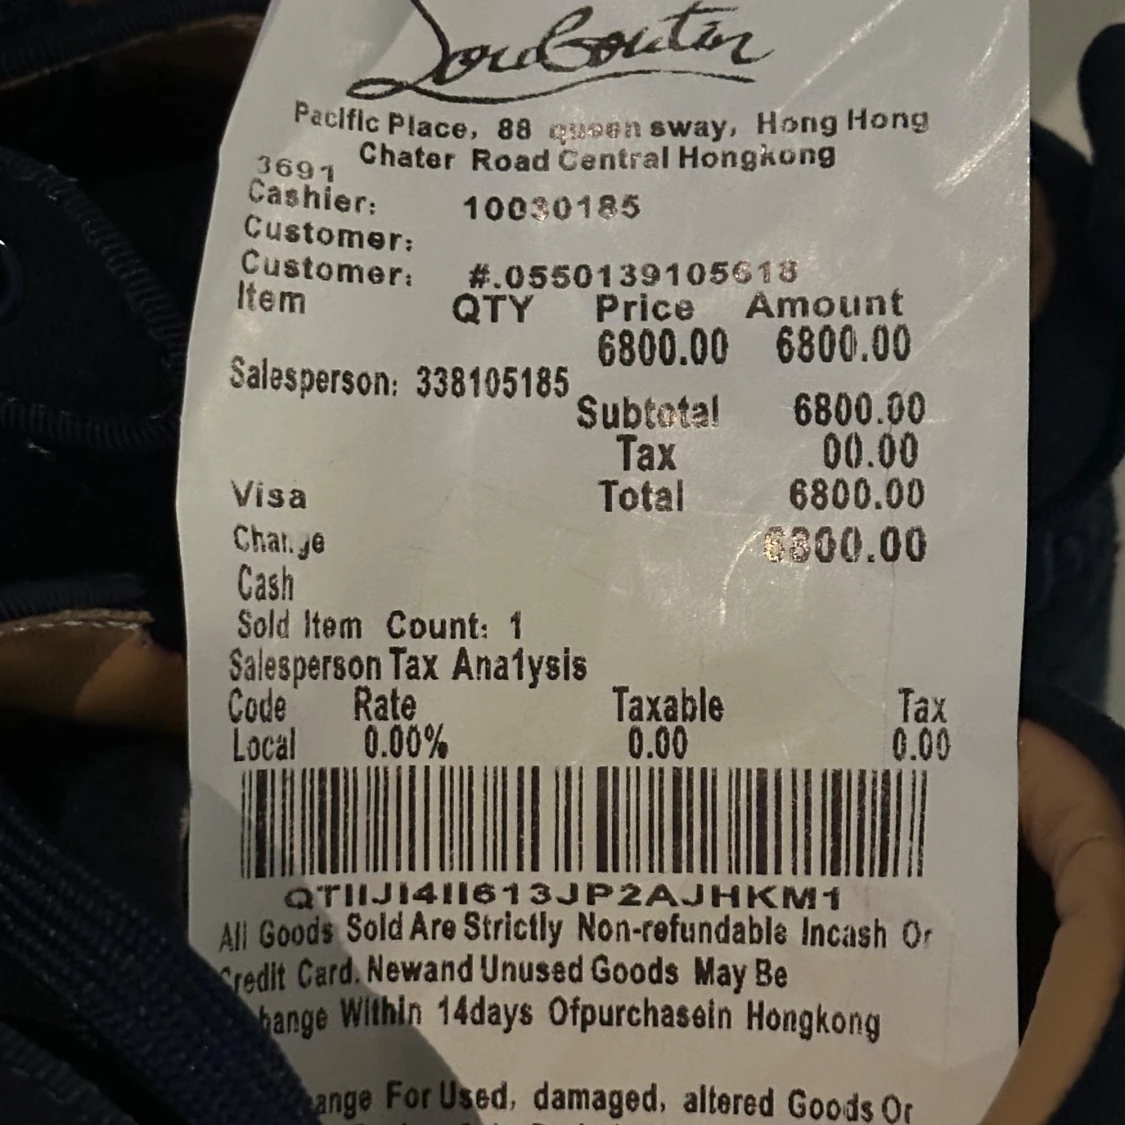 Louboutin
Pacific Place, 88 queen sway, Hong Hong
3691 Chater Road Central Hongkong
Cashier: 10030185
Customer:
Customer: #.0550139105618
Item QTY Price Amount
6800.00 6800.00
Salesperson: 338105185
Subtotal 6800.00
Tax 00.00
Visa Total 6800.00
Change 6800.00
Cash
Sold Item Count: 1
Salesperson Tax Ana1ysis
Code Rate Taxable Tax
Local 0.00% 0.00 0.00
QTIIJI4II613JP2AJHKM1
All Goods Sold Are Strictly Non-refundable Incash Or
Credit Card. Newand Unused Goods May Be
hange Within 14days Ofpurchasein Hongkong
ange For Used, damaged, altered Goods Or